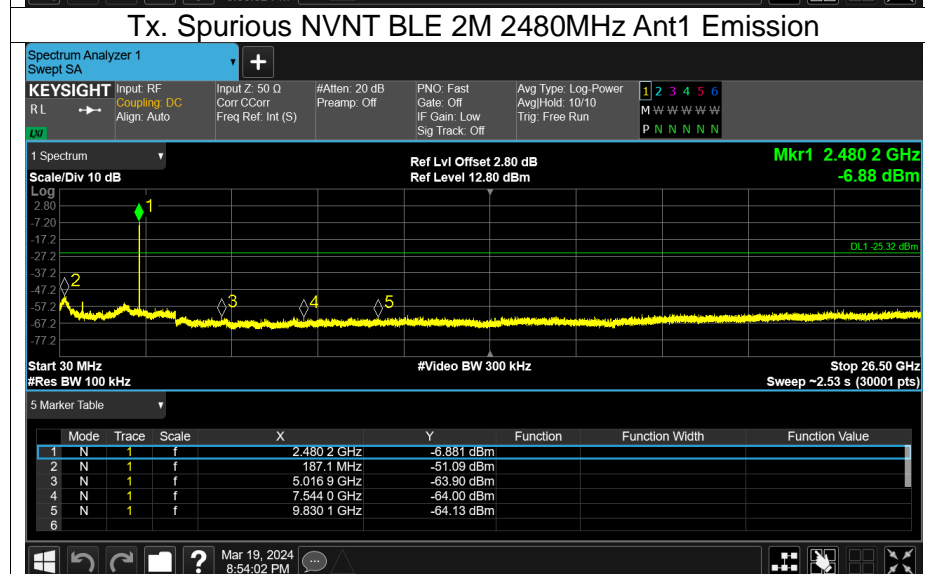 Tx. Spurious NVNT BLE 2M 2480MHz Ant1 Emission
Spectrum Analyzer 1
Swept SA
+
KEYSIGHT Input: RF Input Z: 50 Ω #Atten: 20 dB PNO: Fast Avg Type: Log-Power 1 2 3 4 5 6
RL Coupling: DC Corr CCorr Preamp: Off Gate: Off Avg|Hold: 10/10 M W W W W W
Align: Auto Freq Ref: Int (S) IF Gain: Low Trig: Free Run
LXI Sig Track: Off P N N N N N
1 Spectrum Ref Lvl Offset 2.80 dB Mkr1 2.480 2 GHz
Scale/Div 10 dB Ref Level 12.80 dBm -6.88 dBm
Log
2.80
1
-7.20
-17.2
DL1 -25.32 dBm
-27.2
-37.2
2
-47.2
-57.2
3 4 5
-67.2
-77.2
Start 30 MHz #Video BW 300 kHz Stop 26.50 GHz
#Res BW 100 kHz Sweep ~2.53 s (30001 pts)
5 Marker Table
Mode Trace Scale X Y Function Function Width Function Value
1 N 1 f 2.480 2 GHz -6.881 dBm
2 N 1 f 187.1 MHz -51.09 dBm
3 N 1 f 5.016 9 GHz -63.90 dBm
4 N 1 f 7.544 0 GHz -64.00 dBm
5 N 1 f 9.830 1 GHz -64.13 dBm
6
? Mar 19, 2024
8:54:02 PM